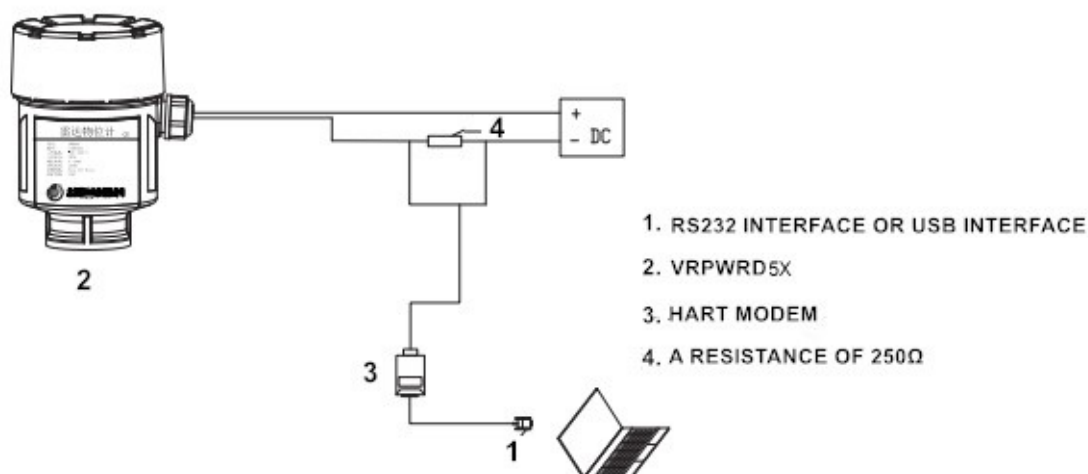 雷达物位计
2
4
+
- DC
3
1
1. RS232 INTERFACE OR USB INTERFACE
2. VRPWRD5X
3. HART MODEM
4. A RESISTANCE OF 250Ω